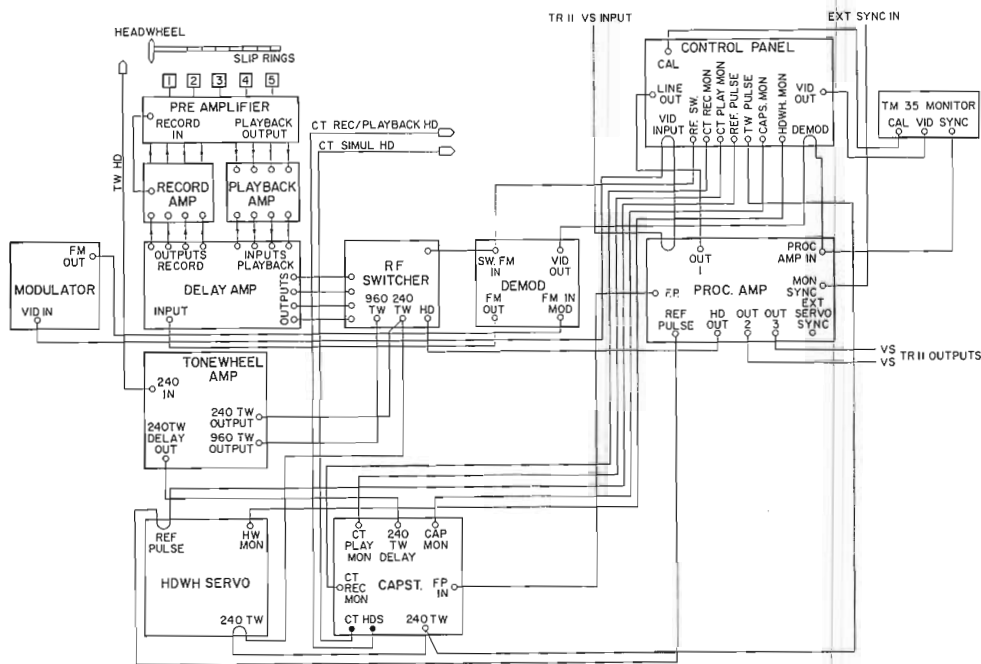 TR II VS INPUT
EXT SYNC IN
HEADWHEEL
SLIP RINGS
1 2 3 4 5
PRE AMPLIFIER
RECORD IN
PLAYBACK OUTPUT
TW HD
CT REC/PLAYBACK HD
CT SIMUL HD
CONTROL PANEL
CAL
LINE OUT
VID INPUT
RF. SW.
CT REC MON
CT PLAY MON
REF. PULSE
TW PULSE
CAPS. MON
HDWH. MON
VID OUT
DEMOD
TM 35 MONITOR
CAL VID SYNC
RECORD AMP
PLAYBACK AMP
FM OUT
MODULATOR
VID IN
OUTPUTS RECORD
INPUTS PLAYBACK
DELAY AMP
OUTPUTS
INPUT
RF SWITCHER
960 TW
240 TW
HD
SW. FM IN
VID OUT
DEMOD
FM OUT
FM IN MOD
OUT 1
PROC AMP IN
F.P.
PROC. AMP
MON SYNC
EXT SERVO SYNC
REF PULSE
HD OUT
OUT 2
OUT 3
VS
VS
TR II OUTPUTS
TONEWHEEL AMP
240 IN
240 TW OUTPUT
960 TW OUTPUT
240TW DELAY OUT
REF PULSE
HW MON
HDWH SERVO
240 TW
CT PLAY MON
240 TW DELAY
CAP MON
CT REC MON
CAPST.
FP IN
CT HDS
240 TW